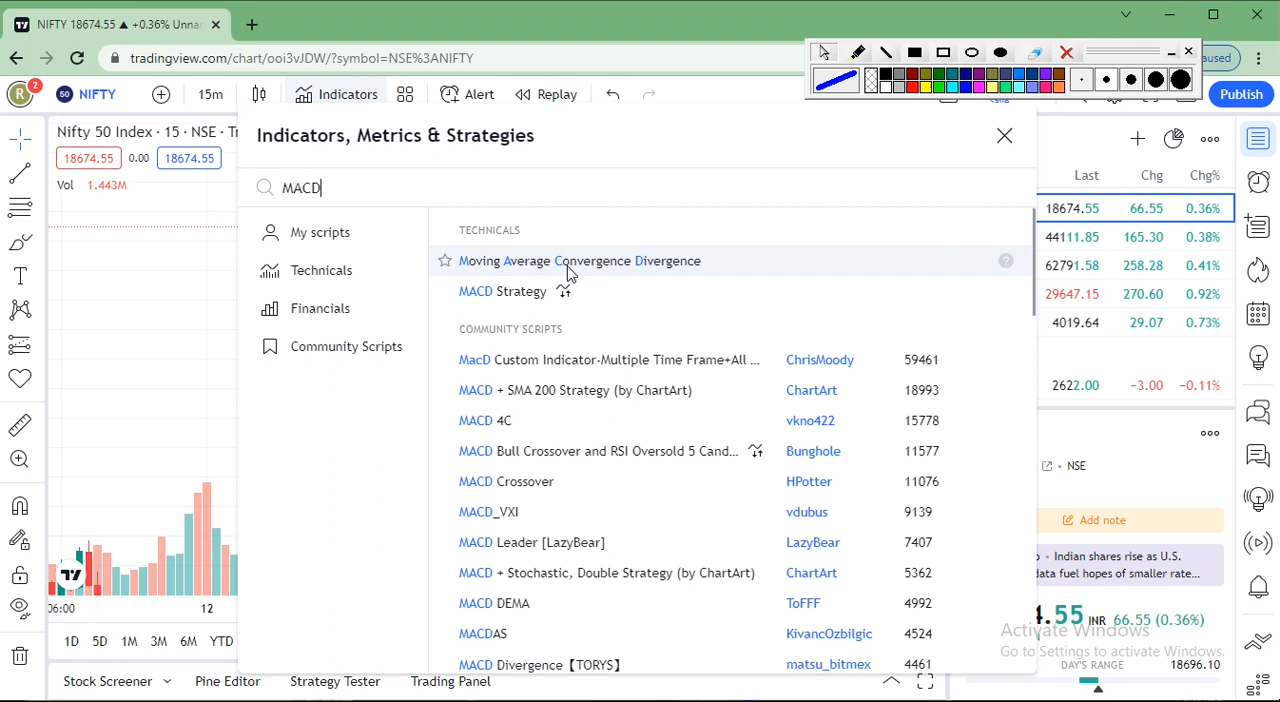 NIFTY 18674.55 ▲ +0.36% Unna
tradingview.com/chart/
?symbol=NSE%3ANIFTY
aused
R 2
50 NIFTY
15m
Indicators
Alert
Replay
Publish
Nifty 50 Index · 15 · NSE · Tr
18674.55 0.00 18674.55
Vol 1.443M
Indicators, Metrics & Strategies
MACD
My scripts
Technicals
Financials
Community Scripts
TECHNICALS
Moving Average Convergence Divergence
MACD Strategy
COMMUNITY SCRIPTS
MacD Custom Indicator-Multiple Time Frame+All ... ChrisMoody 59461
MACD + SMA 200 Strategy (by ChartArt) ChartArt 18993
MACD 4C vkno422 15778
MACD Bull Crossover and RSI Oversold 5 Cand... Bunghole 11577
MACD Crossover HPotter 11076
MACD_VXI vdubus 9139
MACD Leader [LazyBear] LazyBear 7407
MACD + Stochastic, Double Strategy (by ChartArt) ChartArt 5362
MACD DEMA ToFFF 4992
MACDAS KivancOzbilgic 4524
MACD Divergence【TORYS】 matsu_bitmex 4461
Last Chg Chg%
18674.55 66.55 0.36%
44111.85 165.30 0.38%
62791.58 258.28 0.41%
29647.15 270.60 0.92%
4019.64 29.07 0.73%
2622.00 −3.00 −0.11%
NSE
Add note
Indian shares rise as U.S.
data fuel hopes of smaller rate...
4.55 INR 66.55 (0.36%)
Activate Windows
Go to Settings to activate Windows.
DAY'S RANGE 18696.10
06:00 12
1D 5D 1M 3M 6M YTD
Stock Screener Pine Editor Strategy Tester Trading Panel